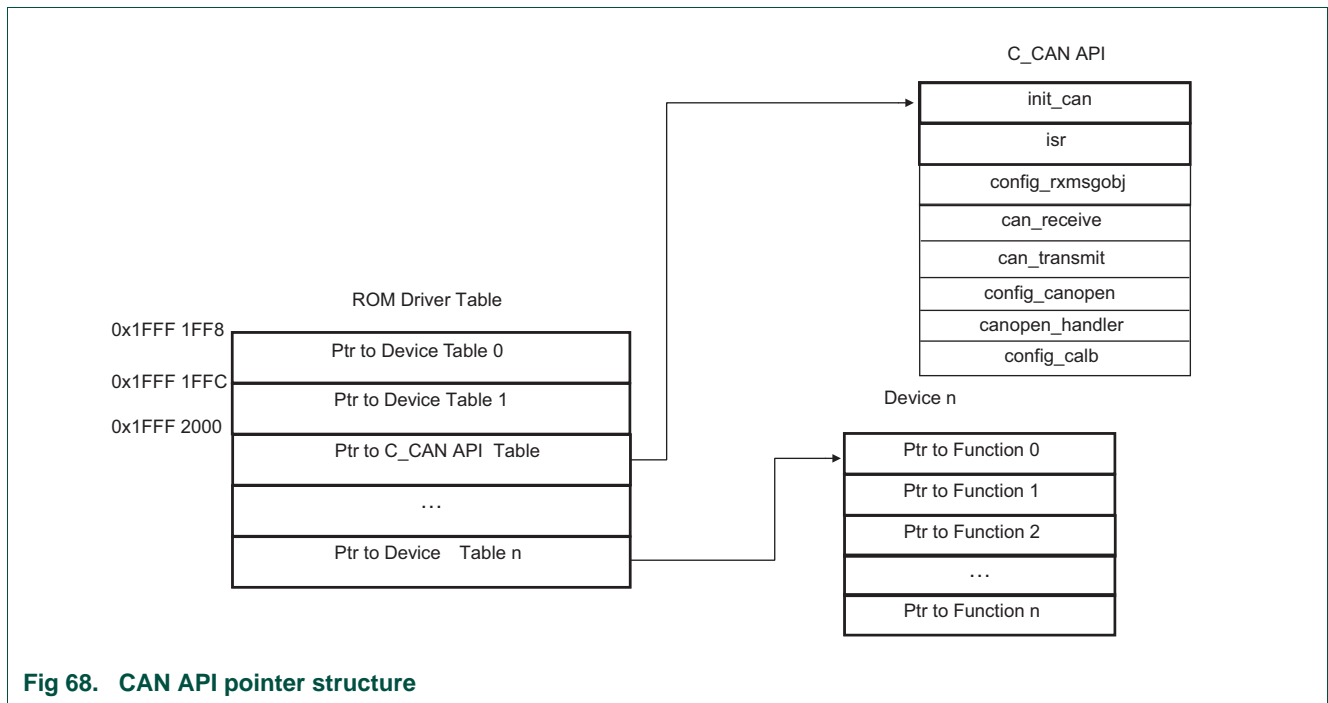 C_CAN API
init_can
isr
config_rxmsgobj
can_receive
can_transmit
config_canopen
canopen_handler
config_calb
ROM Driver Table
0x1FFF 1FF8
Ptr to Device Table 0
0x1FFF 1FFC
Ptr to Device Table 1
0x1FFF 2000
Ptr to C_CAN API Table
…
Ptr to Device Table n
Device n
Ptr to Function 0
Ptr to Function 1
Ptr to Function 2
…
Ptr to Function n
Fig 68. CAN API pointer structure